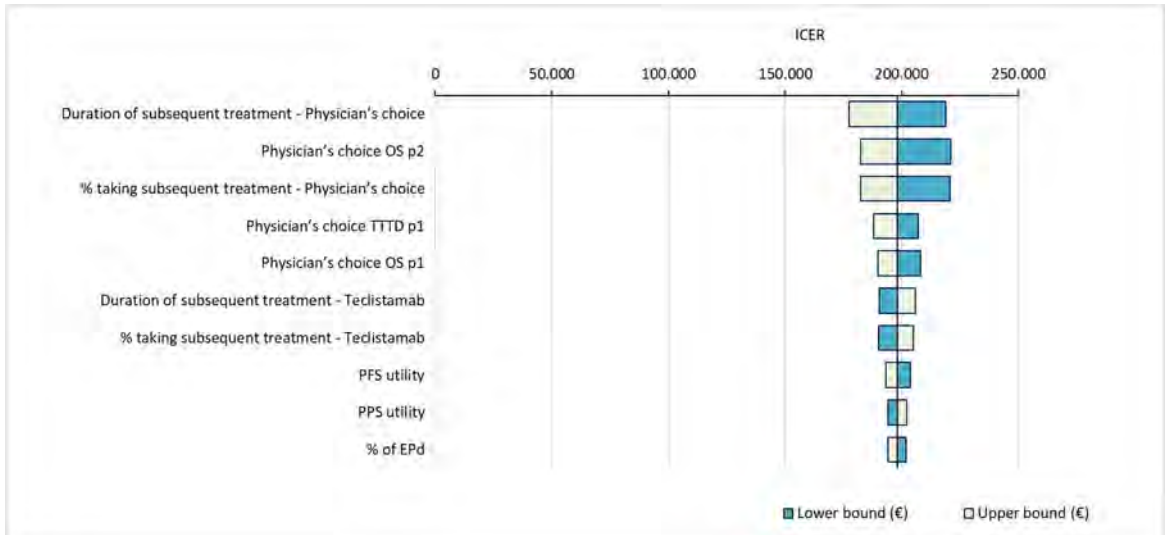 ICER
0 50.000 100.000 150.000 200.000 250.000
Duration of subsequent treatment - Physician's choice
Physician's choice OS p2
% taking subsequent treatment - Physician's choice
Physician's choice TTTD p1
Physician's choice OS p1
Duration of subsequent treatment - Teclistamab
% taking subsequent treatment - Teclistamab
PFS utility
PPS utility
% of EPd
Lower bound (€) Upper bound (€)